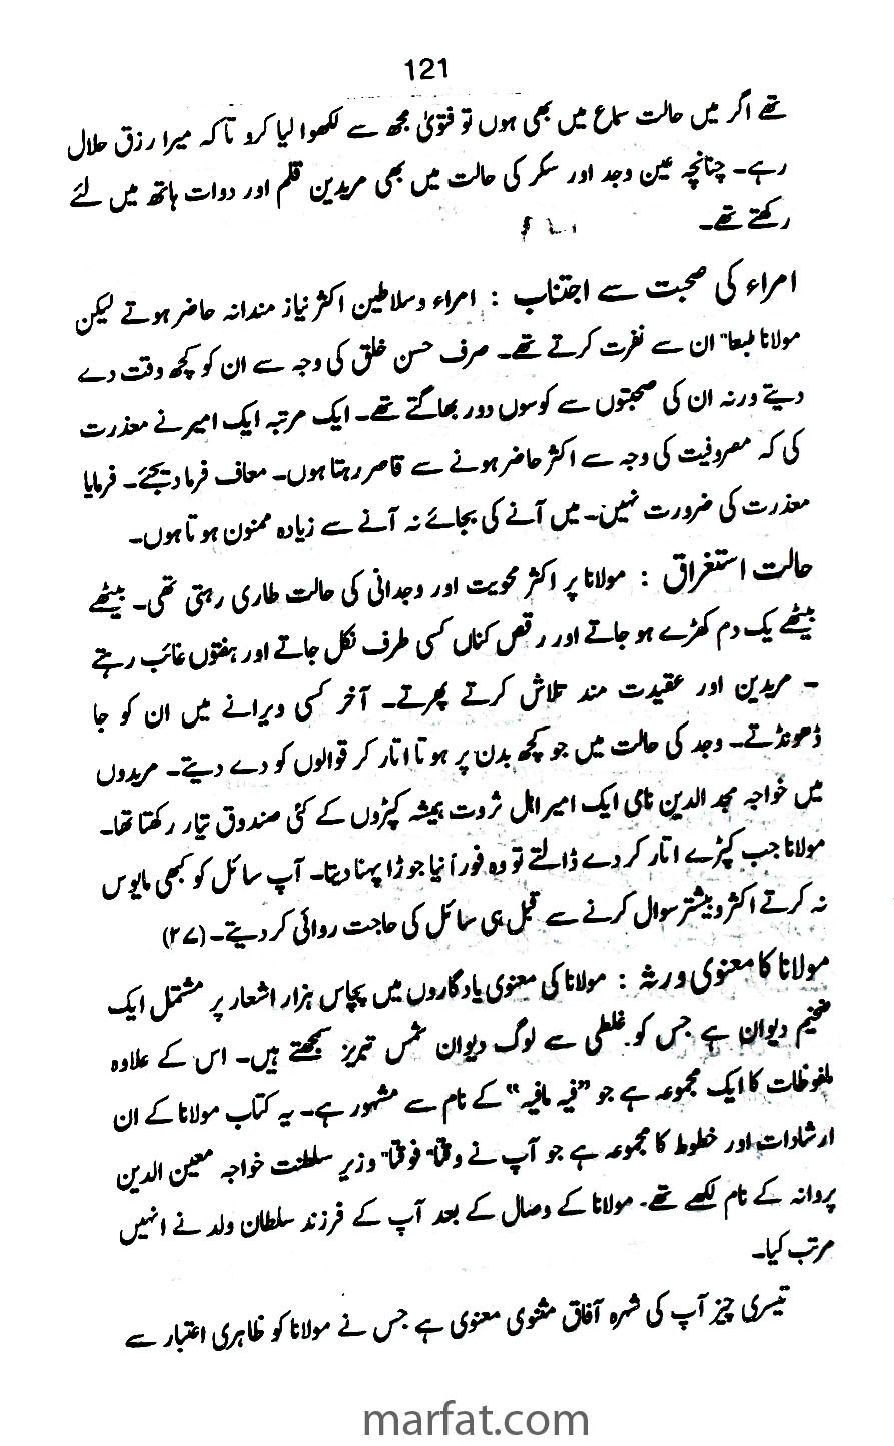 121
تھے اگر میں حالت سماع میں بھی ہوں تو فتویٰ مجھ سے لکھوا لیا کرو تاکہ میرا رزق حلال
رہے۔ چنانچہ عین وجد اور سکر کی حالت میں بھی مریدین قلم اور دوات ہاتھ میں لئے
رکھتے تھے۔
امراء کی صحبت سے اجتناب : امراء وسلاطین اکثر نیاز مندانہ حاضر ہوتے لیکن
مولانا طبعا" ان سے نفرت کرتے تھے۔ صرف حسن خلق کی وجہ سے ان کو کچھ وقت دے
دیتے ورنہ ان کی صحبتوں سے کوسوں دور بھاگتے تھے۔ ایک مرتبہ ایک امیر نے معذرت
کی کہ مصروفیت کی وجہ سے اکثر حاضر ہونے سے قاصر رہتا ہوں۔ معاف فرما دیجئے۔ فرمایا
معذرت کی ضرورت نہیں۔ میں آنے کی بجائے نہ آنے سے زیادہ ممنون ہوتا ہوں۔
حالت استغراق : مولانا پر اکثر محویت اور وجدانی کی حالت طاری رہتی تھی۔ بیٹھے
بیٹھے یک دم کھڑے ہو جاتے اور رقص کناں کسی طرف نکل جاتے اور ہفتوں غائب رہتے
۔ مریدین اور عقیدت مند تلاش کرتے پھرتے۔ آخر کسی ویرانے میں ان کو جا
ڈھونڈتے۔ وجد کی حالت میں جو کچھ بدن پر ہوتا اتار کر قوالوں کو دے دیتے۔ مریدوں
میں خواجہ مجد الدین نامی ایک امیر اہل ثروت ہمیشہ کپڑوں کے کئی صندوق تیار رکھتا تھا۔
مولانا جب کپڑے اتار کر دے ڈالتے تو وہ فوراً نیا جوڑا پہنا دیتا۔ آپ سائل کو کبھی مایوس
نہ کرتے اکثر و بیشتر سوال کرنے سے قبل ہی سائل کی حاجت روائی کر دیتے۔ (۲۷)
مولانا کا معنوی ورثہ : مولانا کی معنوی یادگاروں میں پچاس ہزار اشعار پر مشتمل ایک
ضخیم دیوان ہے جس کو غلطی سے لوگ دیوان شمس تبریز سمجھتے ہیں۔ اس کے علاوہ
ملفوظات کا ایک مجموعہ ہے جو "فیہ مافیہ" کے نام سے مشہور ہے۔ یہ کتاب مولانا کے ان
ارشادات اور خطوط کا مجموعہ ہے جو آپ نے وقتا" فوقتا" وزیر سلطنت خواجہ معین الدین
پروانہ کے نام لکھے تھے۔ مولانا کے وصال کے بعد آپ کے فرزند سلطان ولد نے انہیں
مرتب کیا۔
تیسری چیز آپ کی شہرہ آفاق مثنوی معنوی ہے جس نے مولانا کو ظاہری اعتبار سے
marfat.com